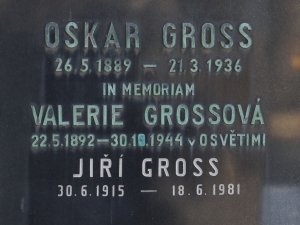 OSKAR GROSS
26.5.1889 — 21.3.1936
IN MEMORIAM
VALERIE GROSSOVÁ
22.5.1892—30.10.1944 v OSVĚTIMI
JIŘÍ GROSS
30.6.1915 — 18.6.1981